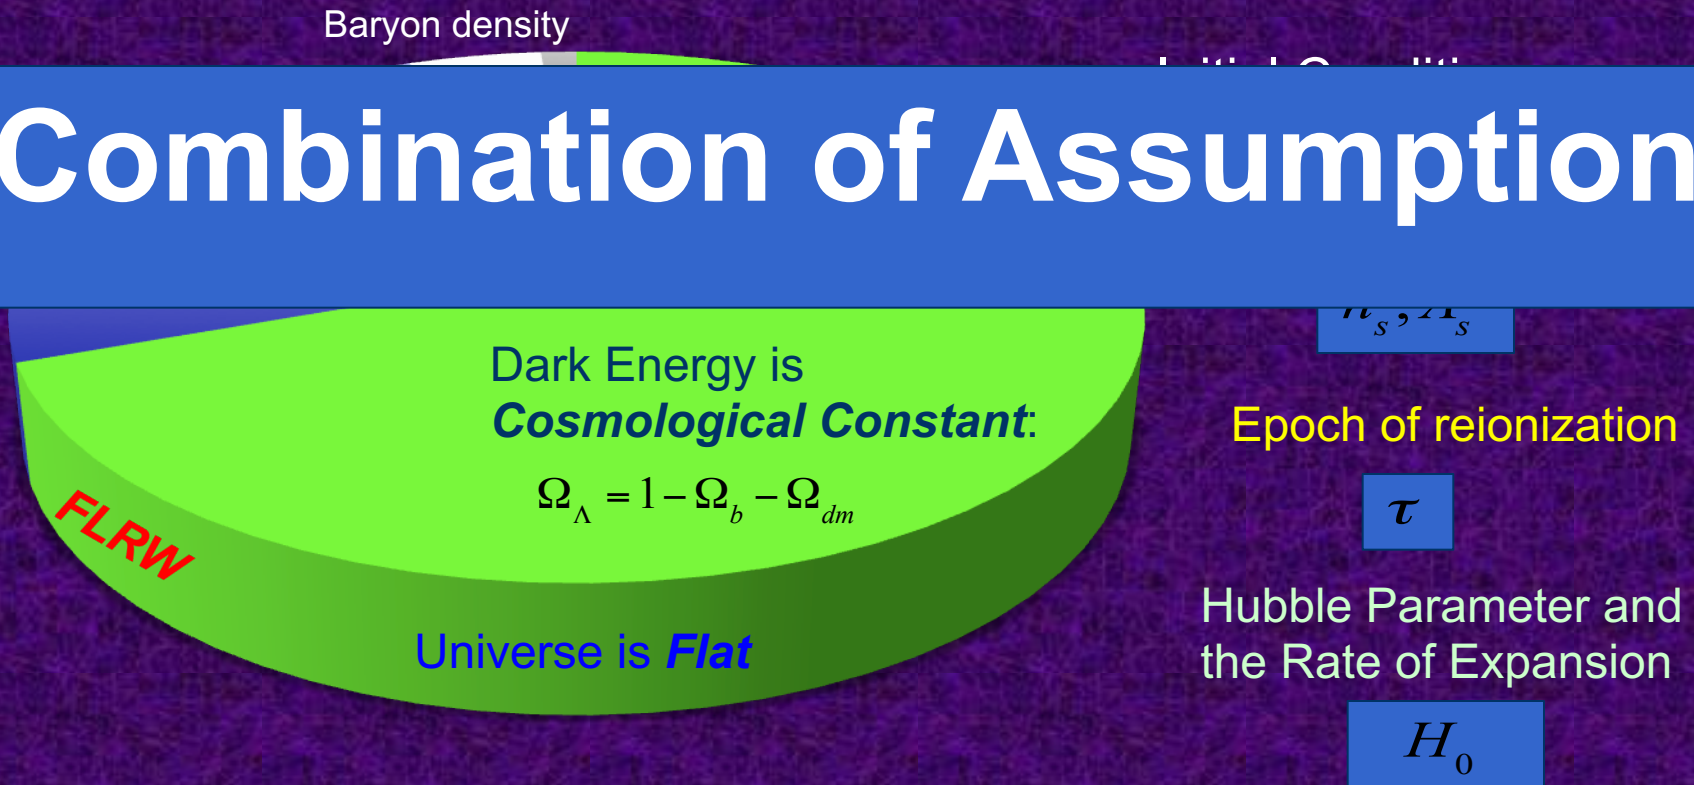 Baryon density
Combination of Assumption
Dark Energy is
Cosmological Constant:
Ω_Λ = 1 − Ω_b − Ω_dm
FLRW
Universe is Flat
Epoch of reionization
τ
Hubble Parameter and
the Rate of Expansion
H_0